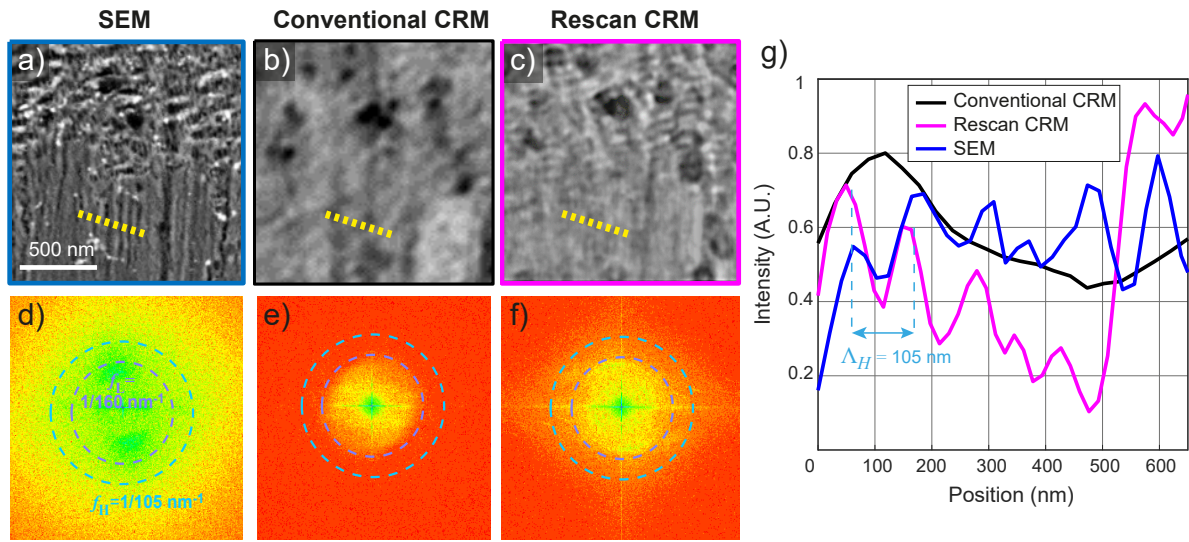 SEM
Conventional CRM
Rescan CRM
a)
500 nm
b)
c)
d)
f_L=
1/160 nm⁻¹
f_H=1/105 nm⁻¹
e)
f)
g)
Intensity (A.U.)
1
0.8
0.6
0.4
0.2
Conventional CRM
Rescan CRM
SEM
Λ_H = 105 nm
0 100 200 300 400 500 600
Position (nm)